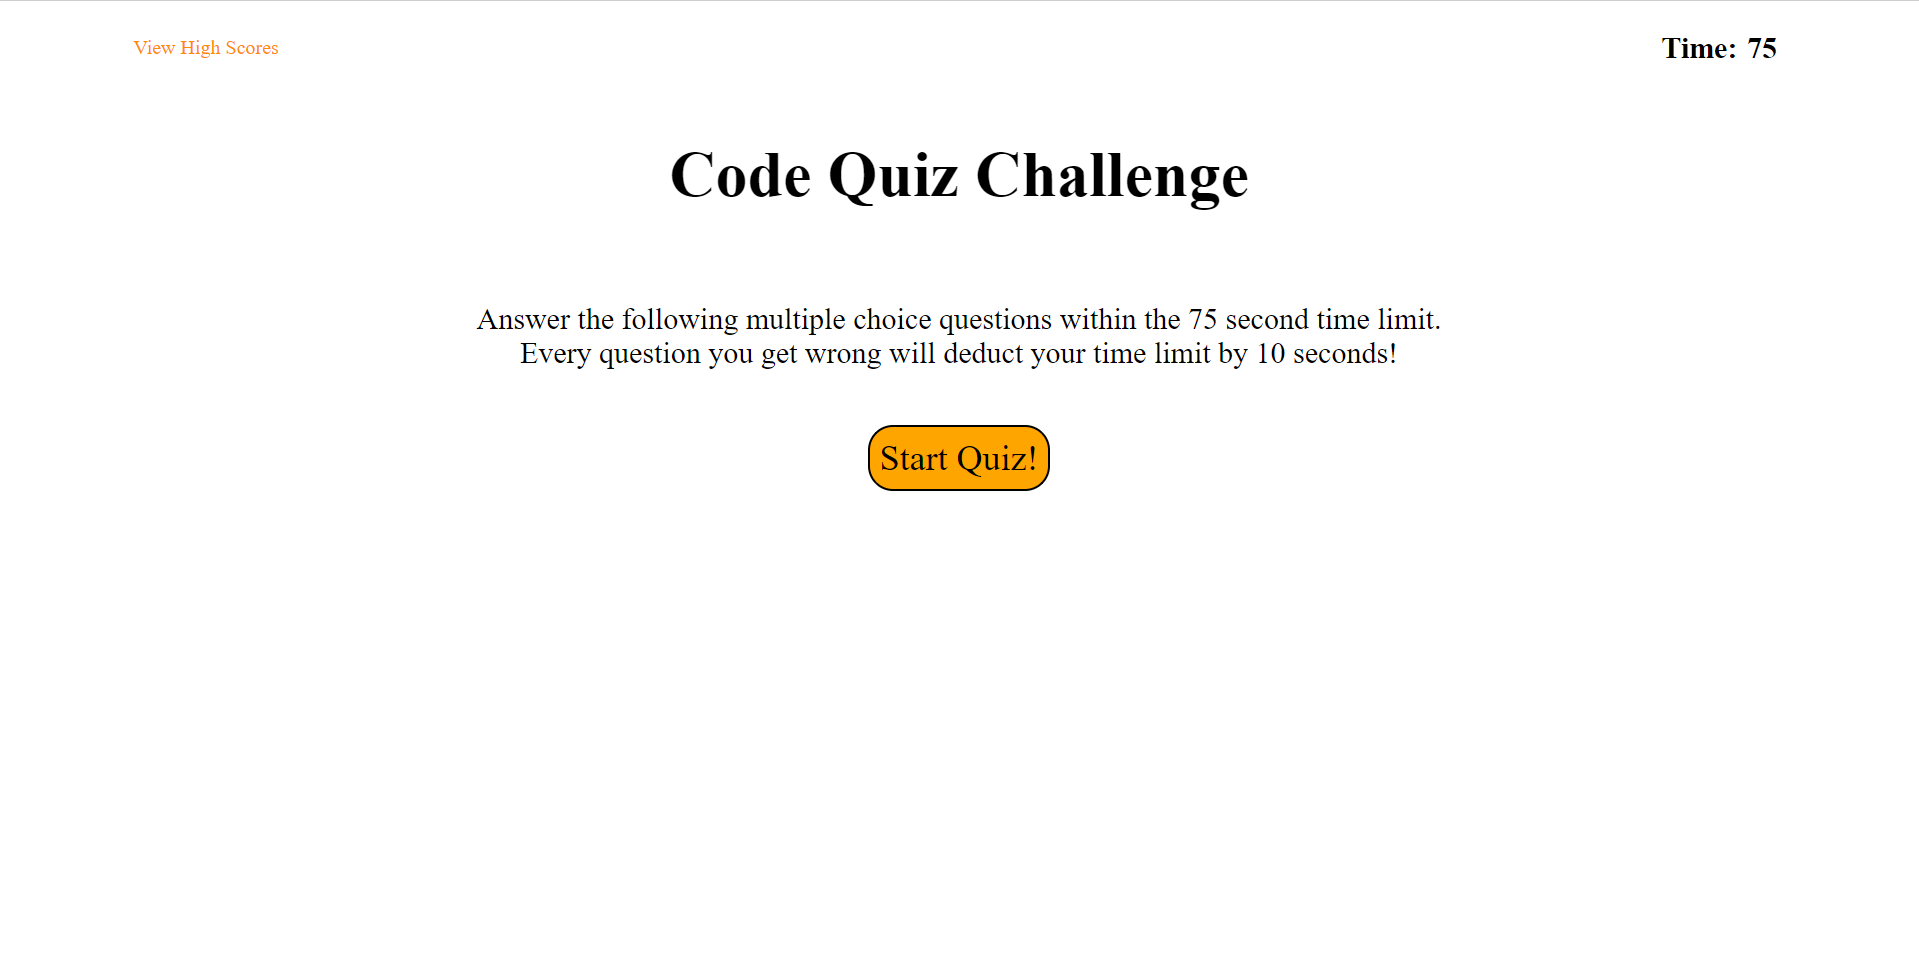 View High Scores
Time: 75
Code Quiz Challenge
Answer the following multiple choice questions within the 75 second time limit.
Every question you get wrong will deduct your time limit by 10 seconds!
Start Quiz!